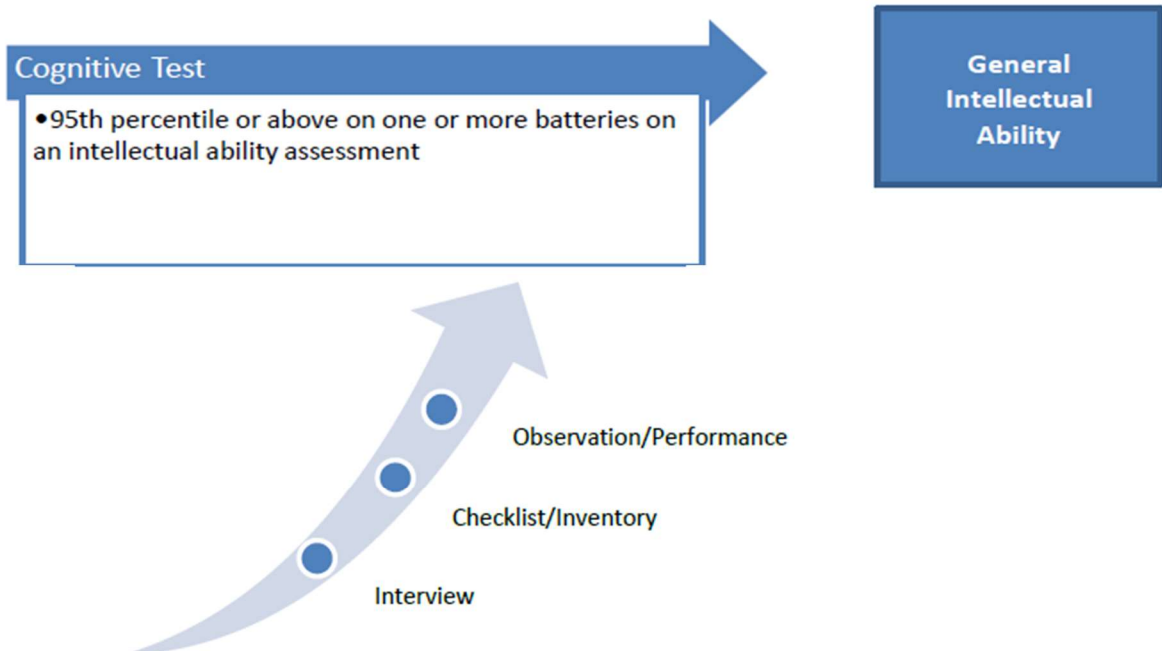 Cognitive Test
•95th percentile or above on one or more batteries on
an intellectual ability assessment
General
Intellectual
Ability
Observation/Performance
Checklist/Inventory
Interview